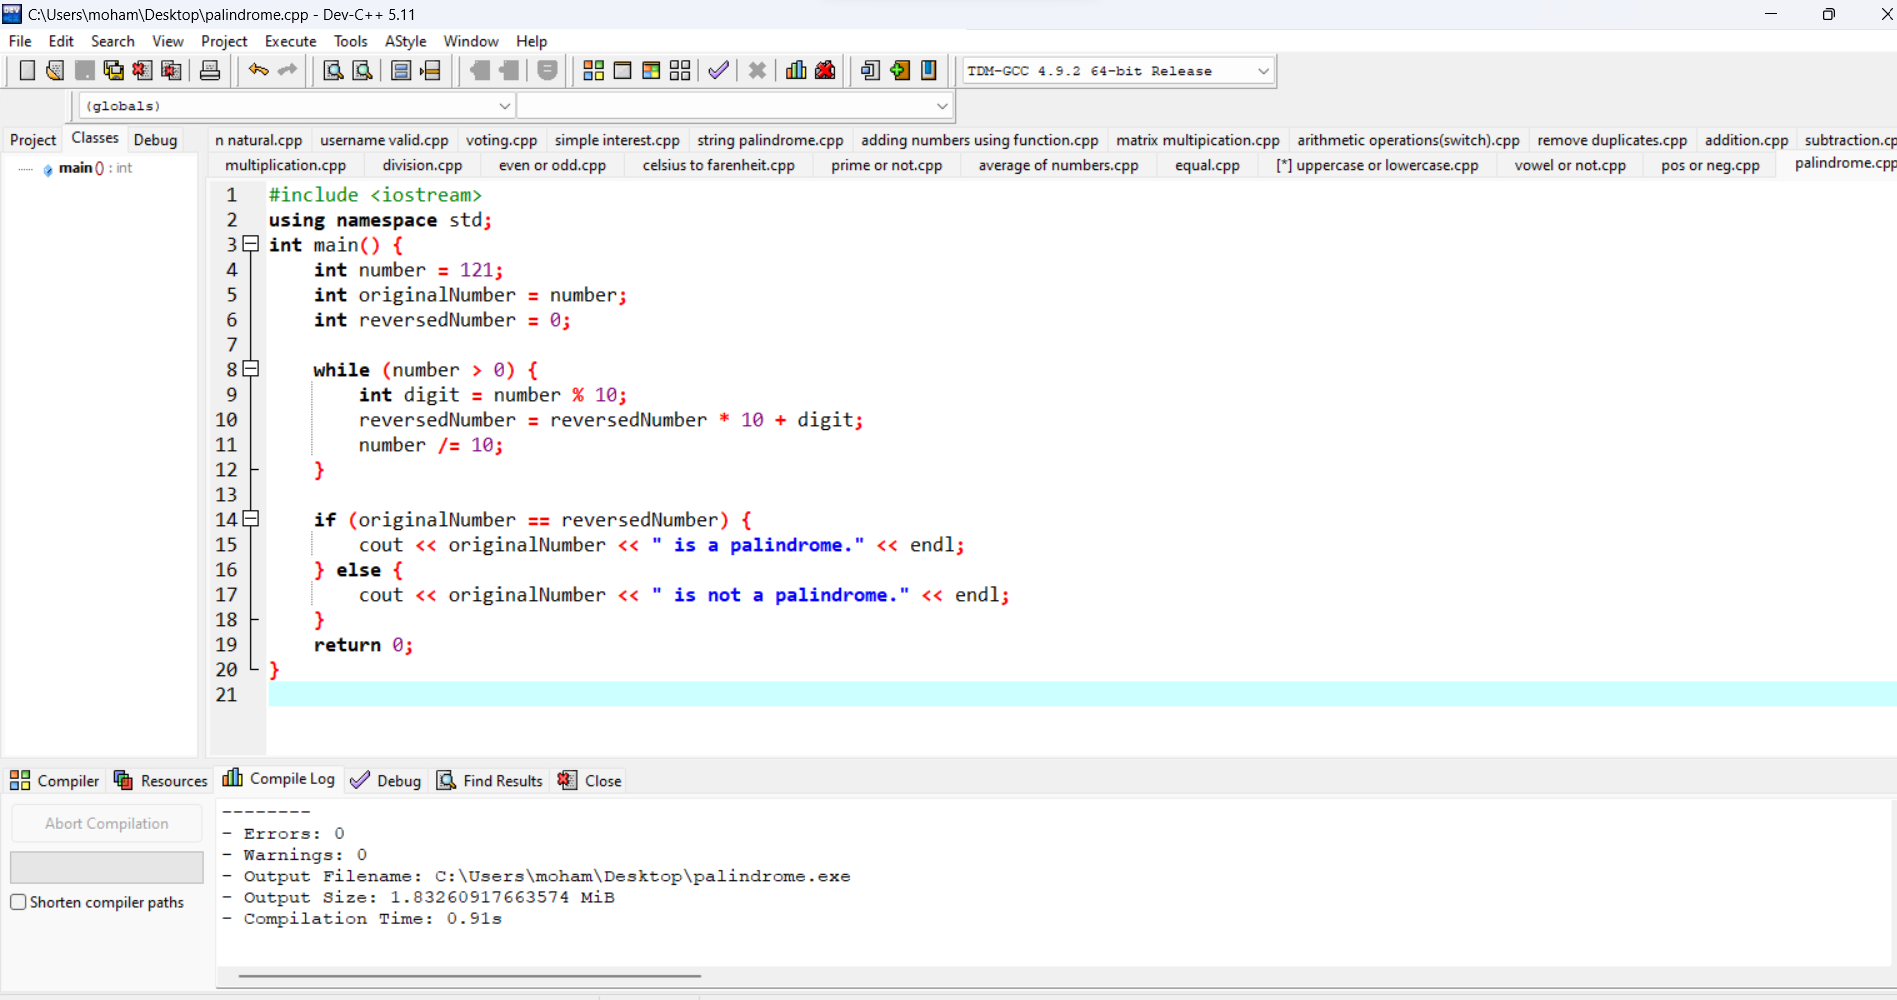 C:\Users\moham\Desktop\palindrome.cpp - Dev-C++ 5.11
File Edit Search View Project Execute Tools AStyle Window Help
TDM-GCC 4.9.2 64-bit Release
(globals)
Project Classes Debug
n natural.cpp username valid.cpp voting.cpp simple interest.cpp string palindrome.cpp adding numbers using function.cpp matrix multipication.cpp arithmetic operations(switch).cpp remove duplicates.cpp addition.cpp subtraction.cp
multiplication.cpp division.cpp even or odd.cpp celsius to farenheit.cpp prime or not.cpp average of numbers.cpp equal.cpp [*] uppercase or lowercase.cpp vowel or not.cpp pos or neg.cpp palindrome.cpp
main () : int
1 #include <iostream>
2 using namespace std;
3 int main() {
4     int number = 121;
5     int originalNumber = number;
6     int reversedNumber = 0;
7
8     while (number > 0) {
9         int digit = number % 10;
10         reversedNumber = reversedNumber * 10 + digit;
11         number /= 10;
12     }
13
14     if (originalNumber == reversedNumber) {
15         cout << originalNumber << " is a palindrome." << endl;
16     } else {
17         cout << originalNumber << " is not a palindrome." << endl;
18     }
19     return 0;
20 }
21
Compiler Resources Compile Log Debug Find Results Close
Abort Compilation
Shorten compiler paths
--------
- Errors: 0
- Warnings: 0
- Output Filename: C:\Users\moham\Desktop\palindrome.exe
- Output Size: 1.83260917663574 MiB
- Compilation Time: 0.91s